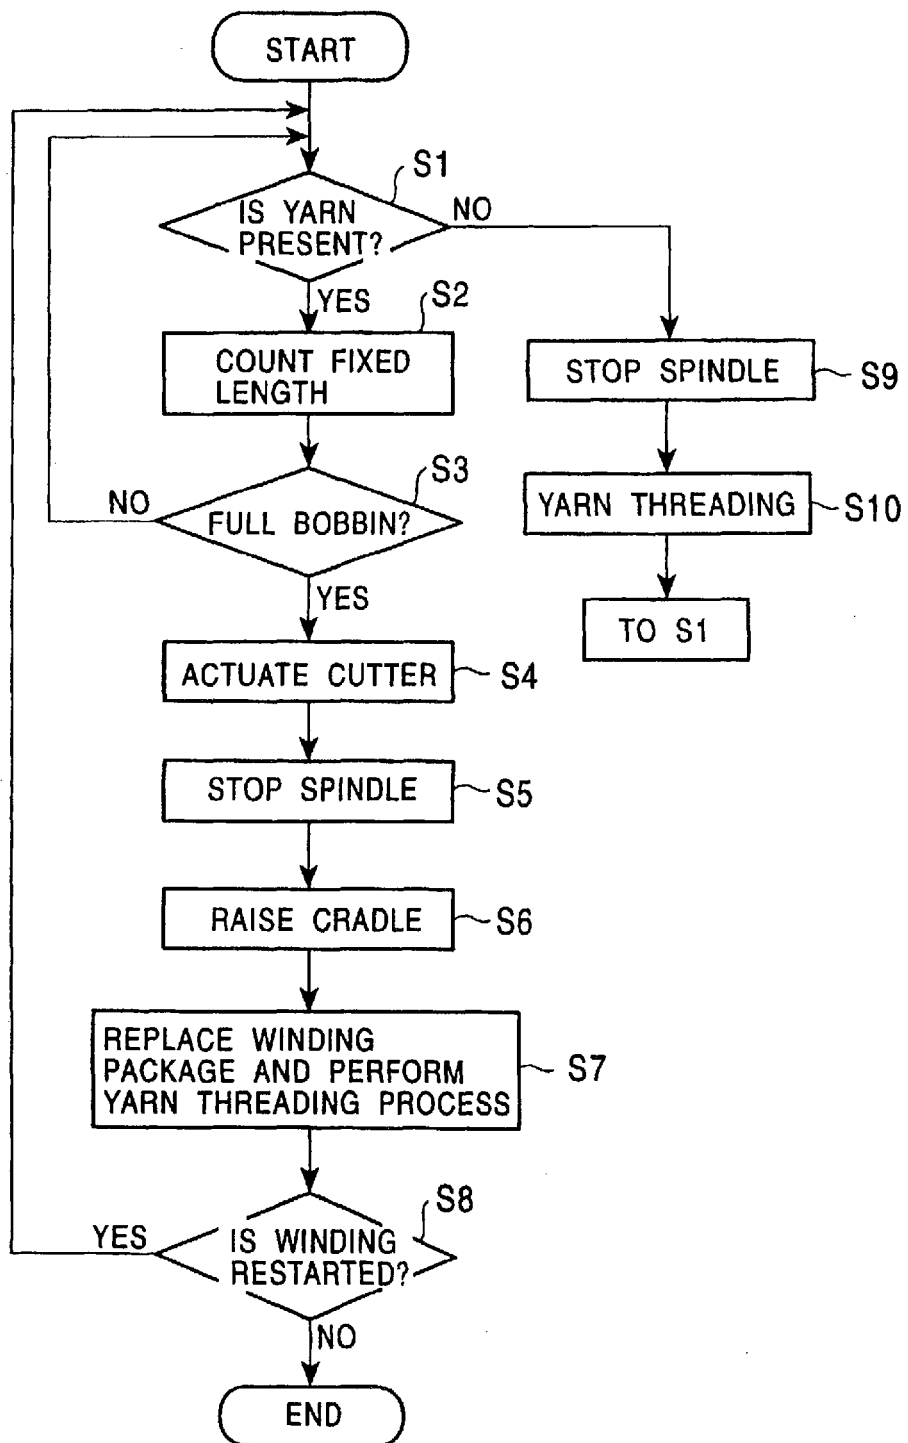 START
S1
IS YARN
PRESENT?
NO
YES
S2
COUNT FIXED
LENGTH
STOP SPINDLE
S9
S3
NO
FULL BOBBIN?
YARN THREADING
S10
YES
TO S1
ACTUATE CUTTER
S4
STOP SPINDLE
S5
RAISE CRADLE
S6
REPLACE WINDING
PACKAGE AND PERFORM
YARN THREADING PROCESS
S7
S8
YES
IS WINDING
RESTARTED?
NO
END